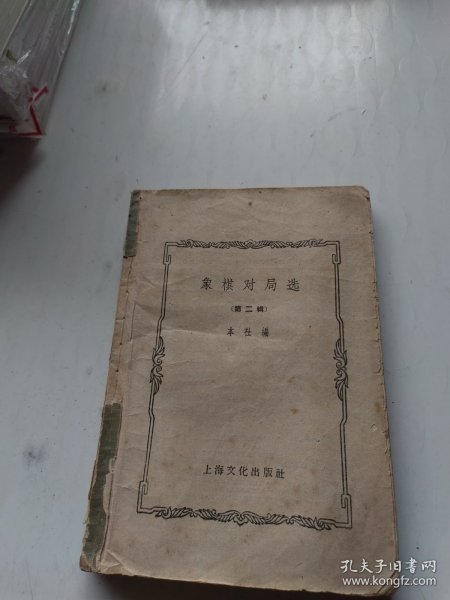 象棋对局选
（第二辑）
本社编
上海文化出版社
孔夫子旧书网
www.kongfz.com